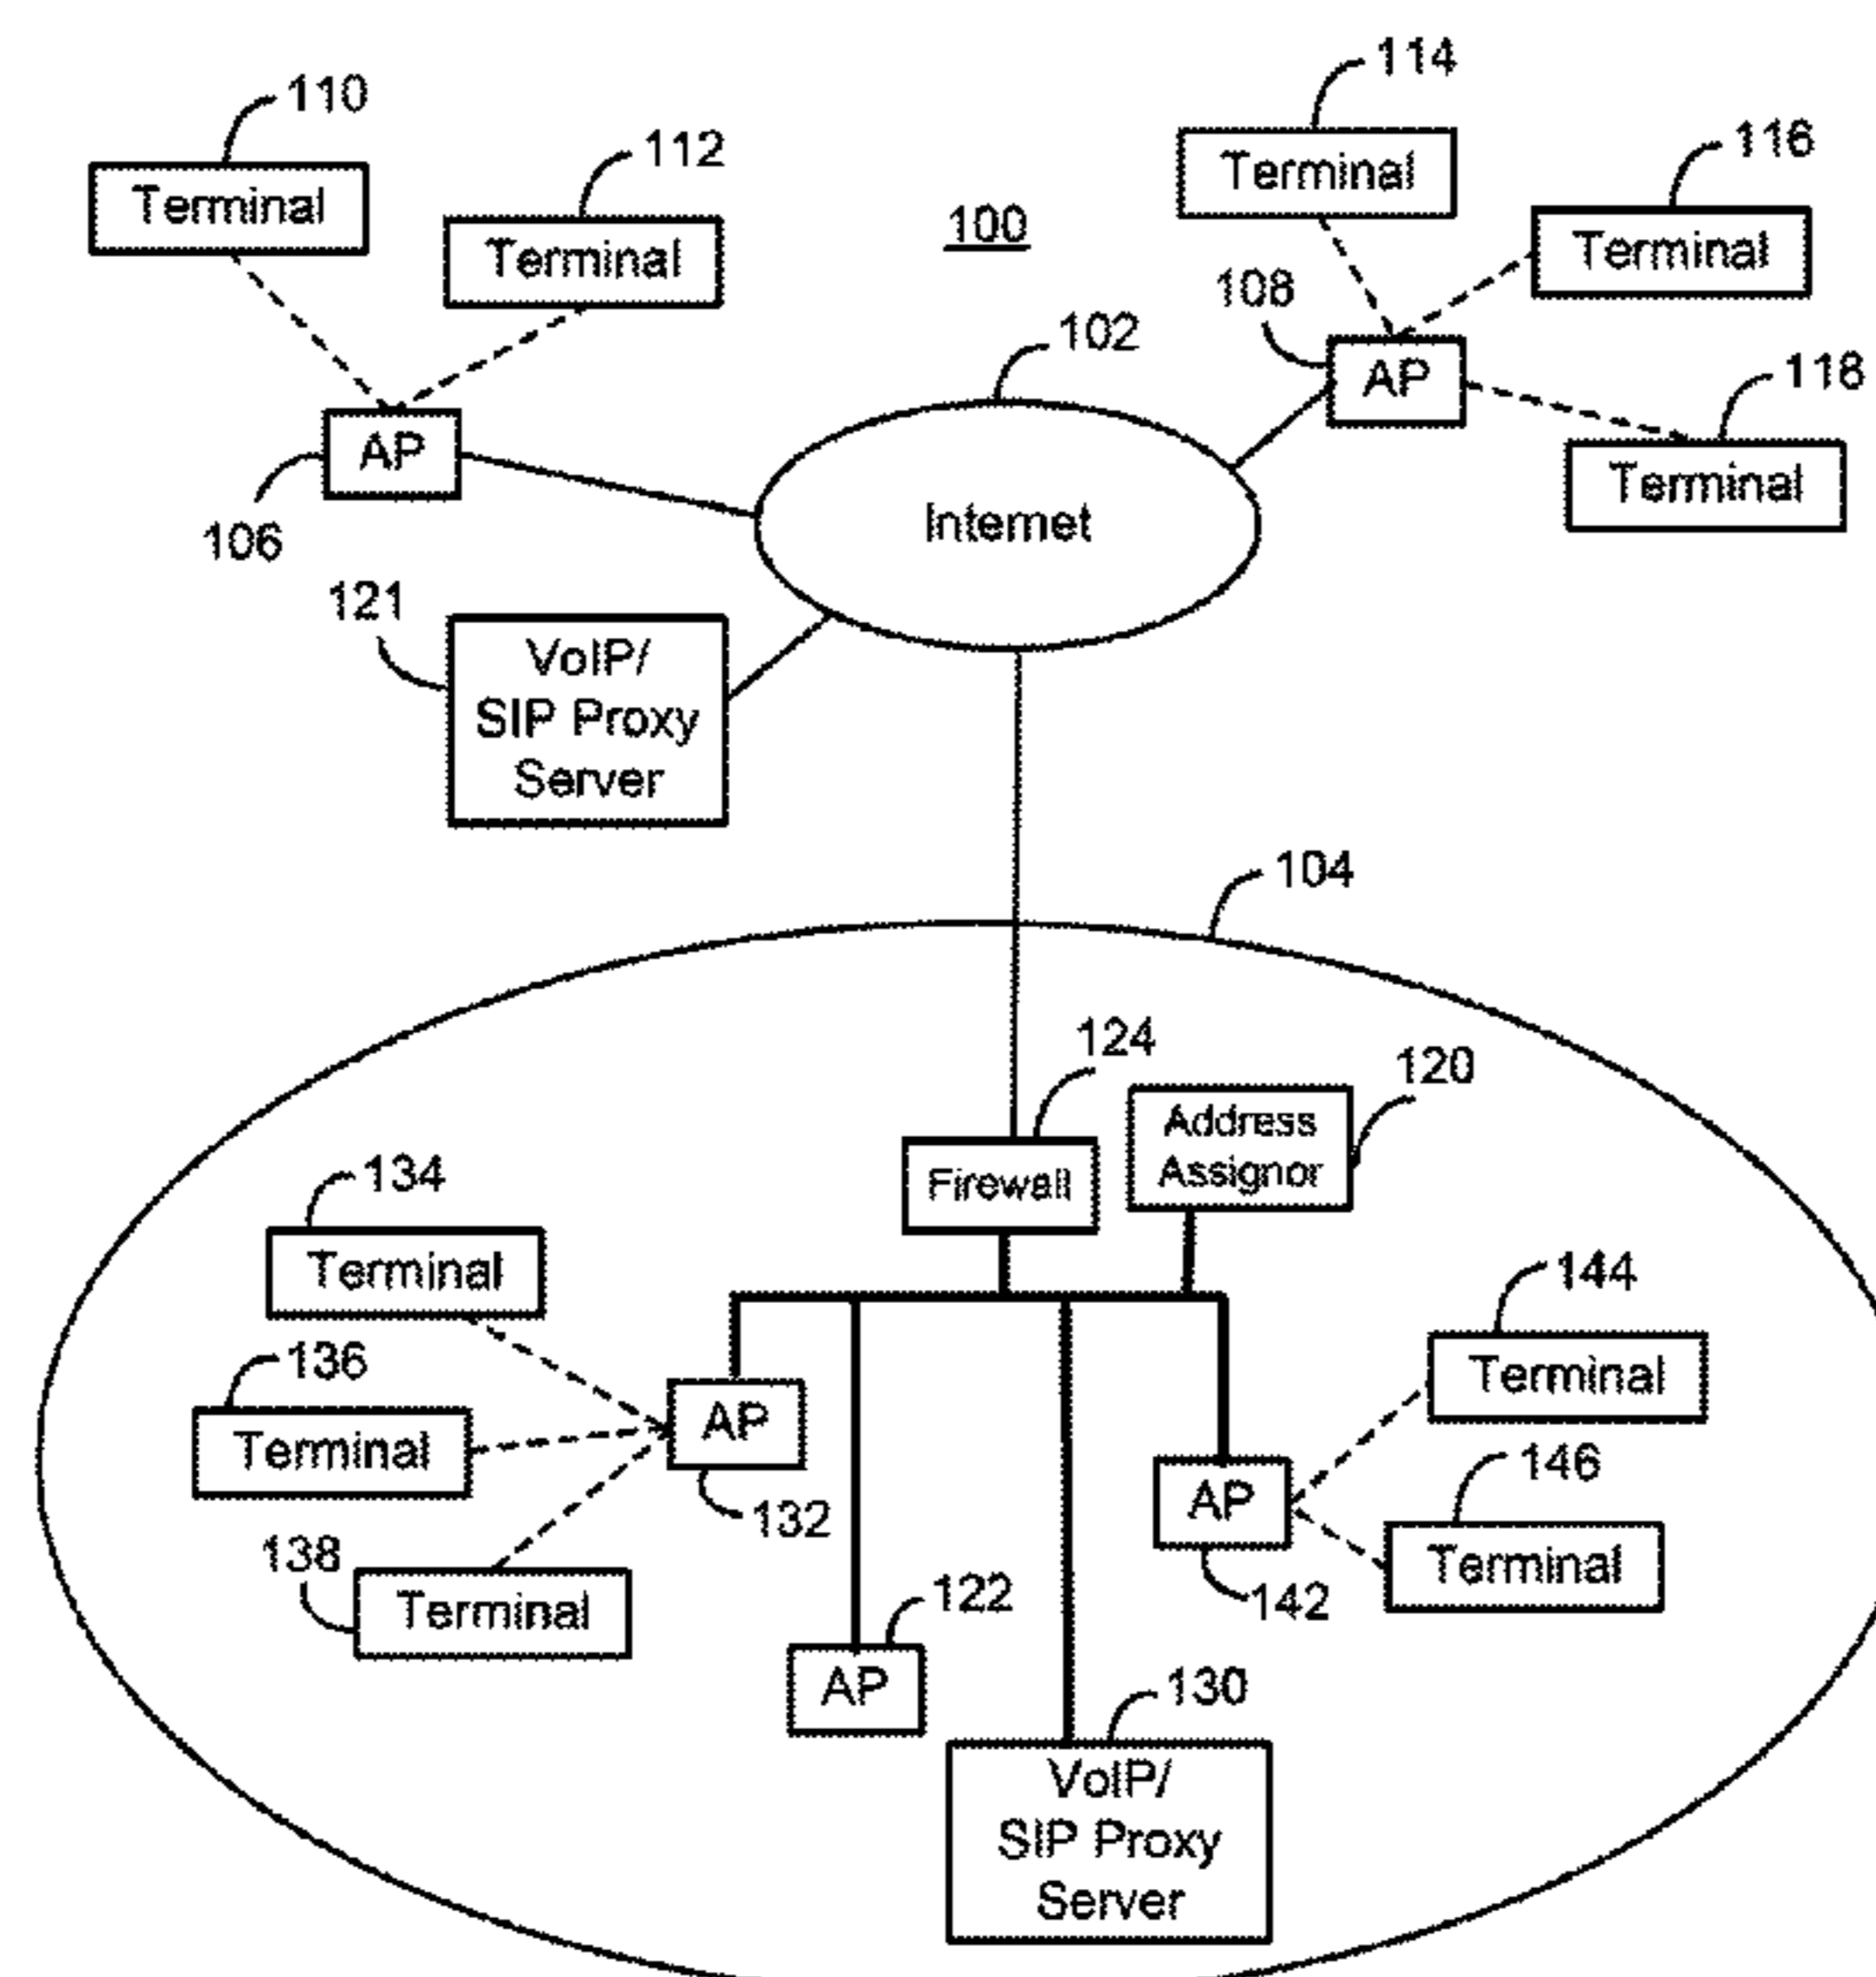 110
Terminal
112
Terminal
100
114
Terminal
116
Terminal
108
AP
118
Terminal
102
Internet
AP
106
121
VoIP/
SIP Proxy
Server
104
124
Firewall
120
Address
Assignor
134
Terminal
136
Terminal
138
Terminal
AP
132
144
Terminal
146
Terminal
AP
142
122
AP
130
VoIP/
SIP Proxy
Server